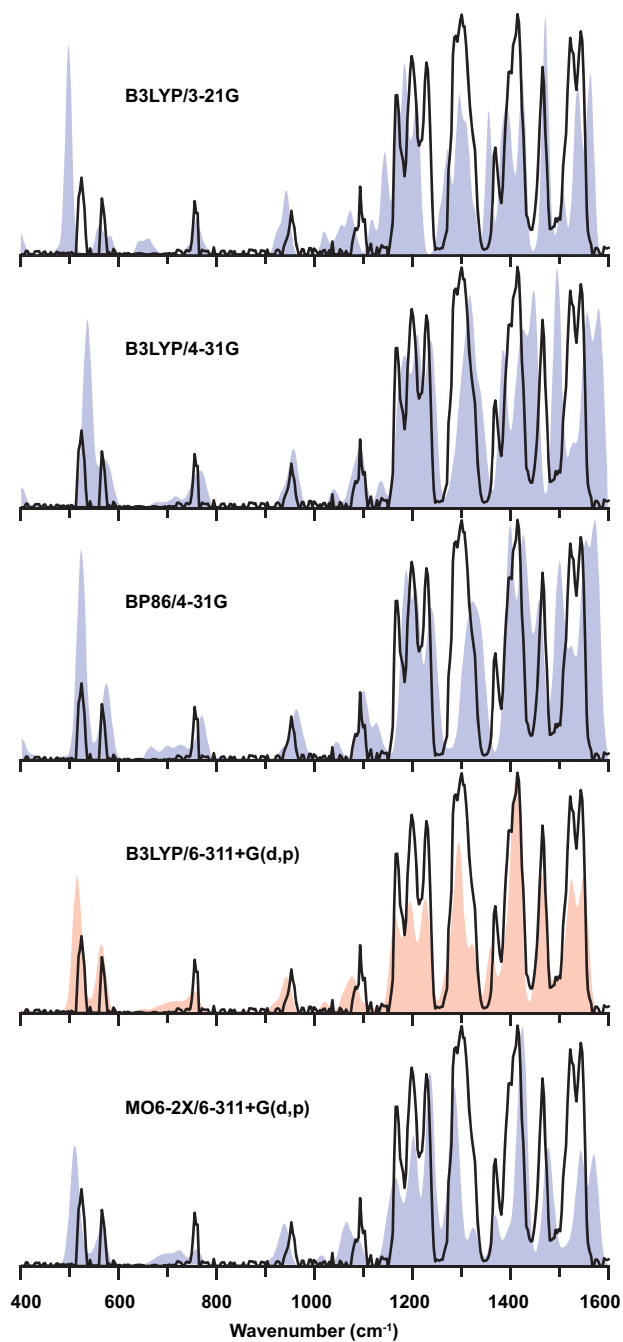 B3LYP/3-21G
B3LYP/4-31G
BP86/4-31G
B3LYP/6-311+G(d,p)
MO6-2X/6-311+G(d,p)
400 600 800 1000 1200 1400 1600
Wavenumber (cm⁻¹)